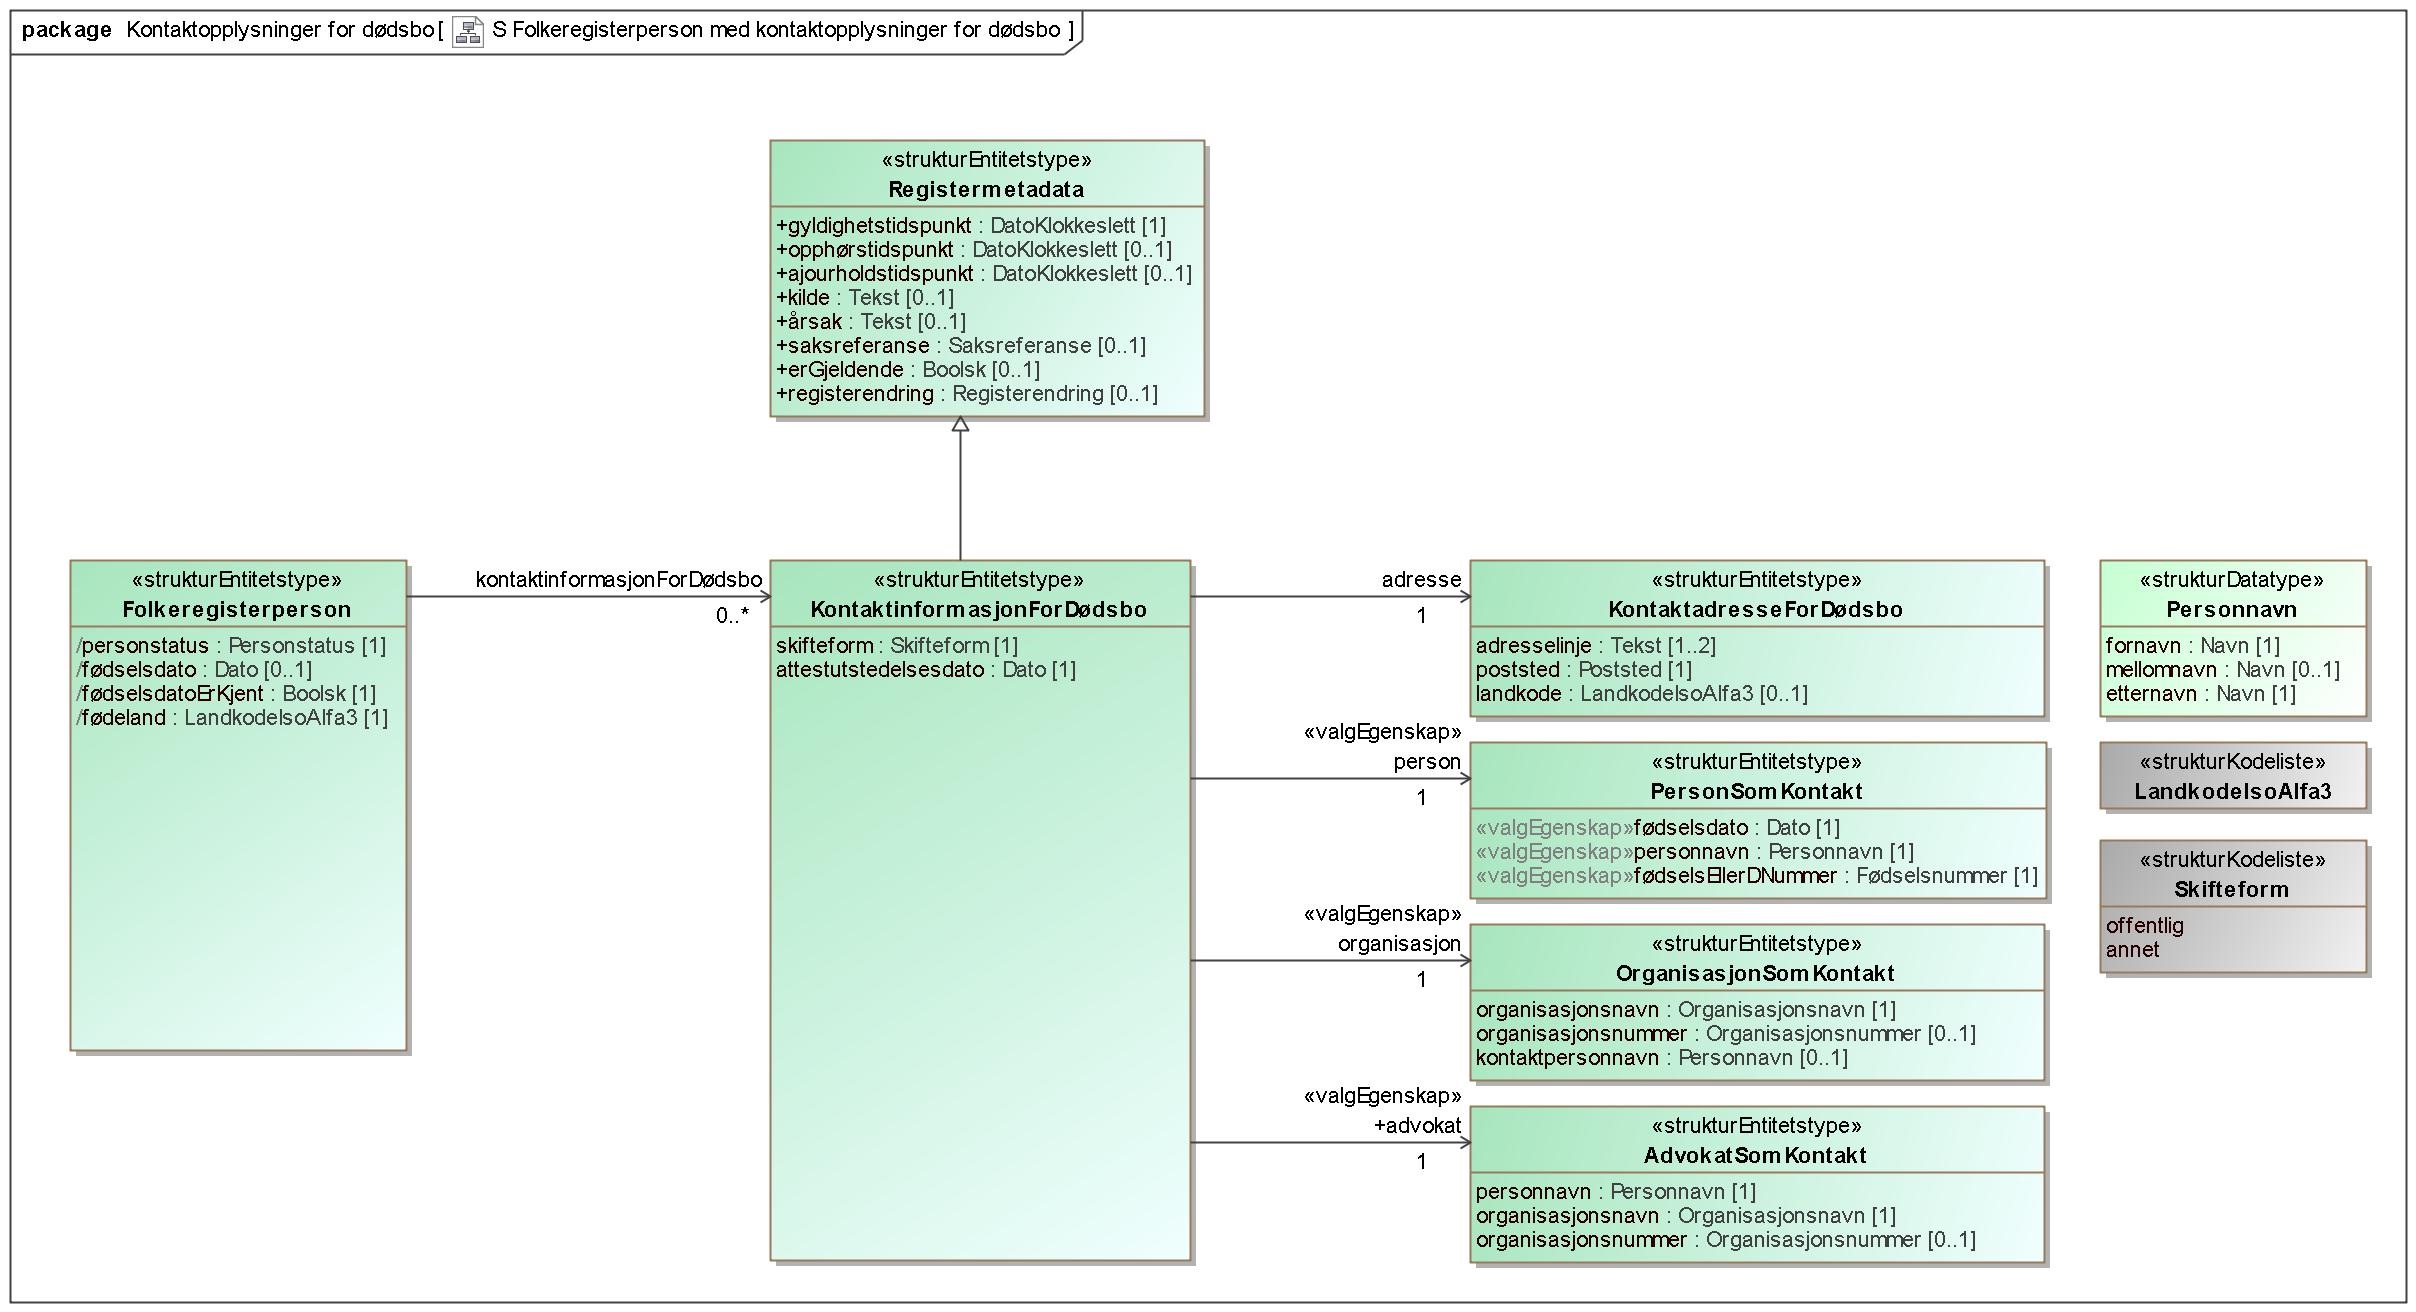 package Kontaktopplysninger for dødsbo[ S Folkeregisterperson med kontaktopplysninger for dødsbo ]
«strukturEntitetstype»
Registermetadata
+gyldighetstidspunkt : DatoKlokkeslett [1]
+opphørstidspunkt : DatoKlokkeslett [0..1]
+ajourholdstidspunkt : DatoKlokkeslett [0..1]
+kilde : Tekst [0..1]
+årsak : Tekst [0..1]
+saksreferanse : Saksreferanse [0..1]
+erGjeldende : Boolsk [0..1]
+registerendring : Registerendring [0..1]
«strukturEntitetstype»
Folkeregisterperson
/personstatus : Personstatus [1]
/fødselsdato : Dato [0..1]
/fødselsdatoErKjent : Boolsk [1]
/fødeland : LandkodeIsoAlfa3 [1]
kontaktinformasjonForDødsbo
0..*
«strukturEntitetstype»
KontaktinformasjonForDødsbo
skifteform : Skifteform [1]
attestutstedelsesdato : Dato [1]
adresse
1
«strukturEntitetstype»
KontaktadresseForDødsbo
adresselinje : Tekst [1..2]
poststed : Poststed [1]
landkode : LandkodeIsoAlfa3 [0..1]
«valgEgenskap»
person
1
«strukturEntitetstype»
PersonSomKontakt
«valgEgenskap»fødselsdato : Dato [1]
«valgEgenskap»personnavn : Personnavn [1]
«valgEgenskap»fødselsEllerDNummer : Fødselsnummer [1]
«valgEgenskap»
organisasjon
1
«strukturEntitetstype»
OrganisasjonSomKontakt
organisasjonsnavn : Organisasjonsnavn [1]
organisasjonsnummer : Organisasjonsnummer [0..1]
kontaktpersonnavn : Personnavn [0..1]
«valgEgenskap»
+advokat
1
«strukturEntitetstype»
AdvokatSomKontakt
personnavn : Personnavn [1]
organisasjonsnavn : Organisasjonsnavn [1]
organisasjonsnummer : Organisasjonsnummer [0..1]
«strukturDatatype»
Personnavn
fornavn : Navn [1]
mellomnavn : Navn [0..1]
etternavn : Navn [1]
«strukturKodeliste»
LandkodeIsoAlfa3
«strukturKodeliste»
Skifteform
offentlig
annet